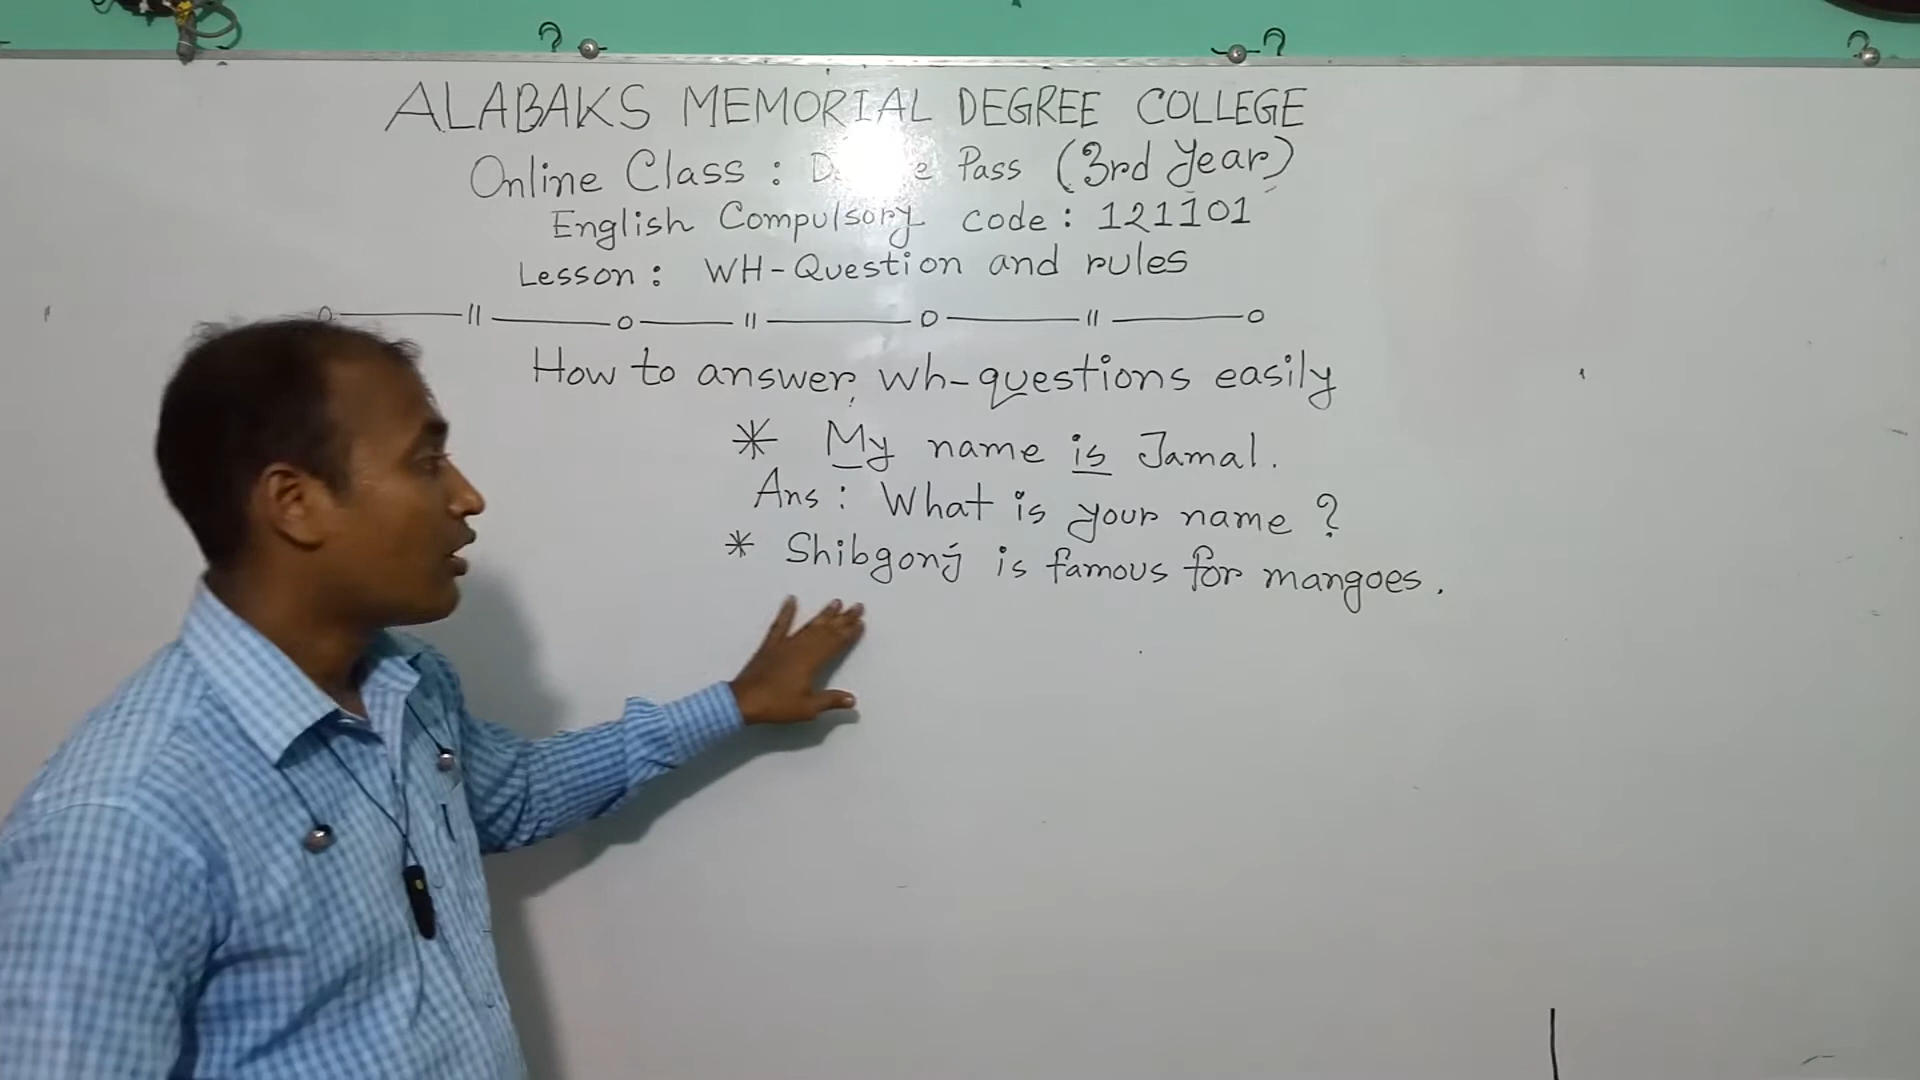 ALABAKS MEMORIAL DEGREE COLLEGE
Online Class : Pass (3rd Year)
English Compulsory code : 121101
Lesson : WH-Question and rules
How to answer wh-questions easily
* My name is Jamal.
Ans : What is your name ?
* Shibgonj is famous for mangoes.